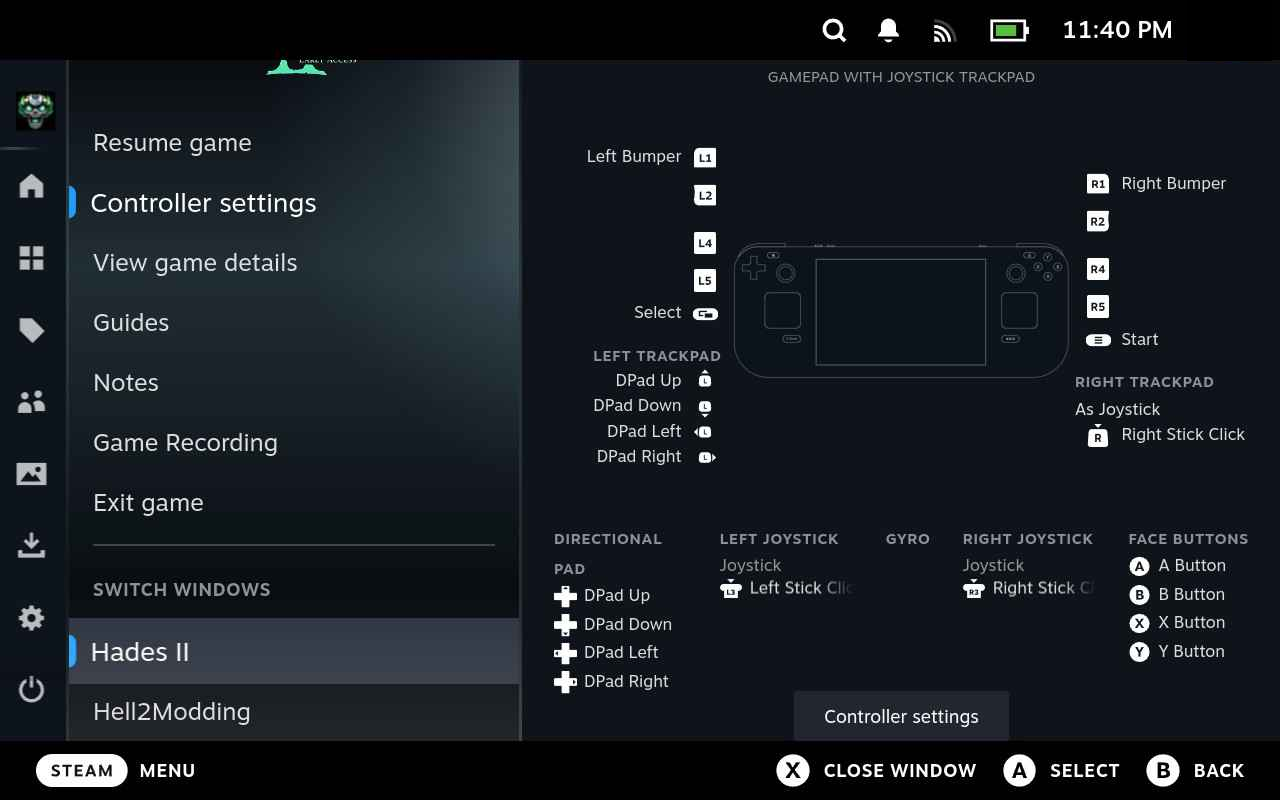 11:40 PM
EARLY ACCESS
Resume game
Controller settings
View game details
Guides
Notes
Game Recording
Exit game
SWITCH WINDOWS
Hades II
Hell2Modding
GAMEPAD WITH JOYSTICK TRACKPAD
Left Bumper L1
L2
L4
L5
Select
LEFT TRACKPAD
DPad Up L
DPad Down L
DPad Left L
DPad Right L
R1 Right Bumper
R2
R4
R5
Start
RIGHT TRACKPAD
As Joystick
R Right Stick Click
DIRECTIONAL
PAD
DPad Up
DPad Down
DPad Left
DPad Right
LEFT JOYSTICK
Joystick
L3 Left Stick Clic
GYRO
RIGHT JOYSTICK
Joystick
R3 Right Stick Cl
FACE BUTTONS
A A Button
B B Button
X X Button
Y Y Button
Controller settings
STEAM MENU
X CLOSE WINDOW A SELECT B BACK